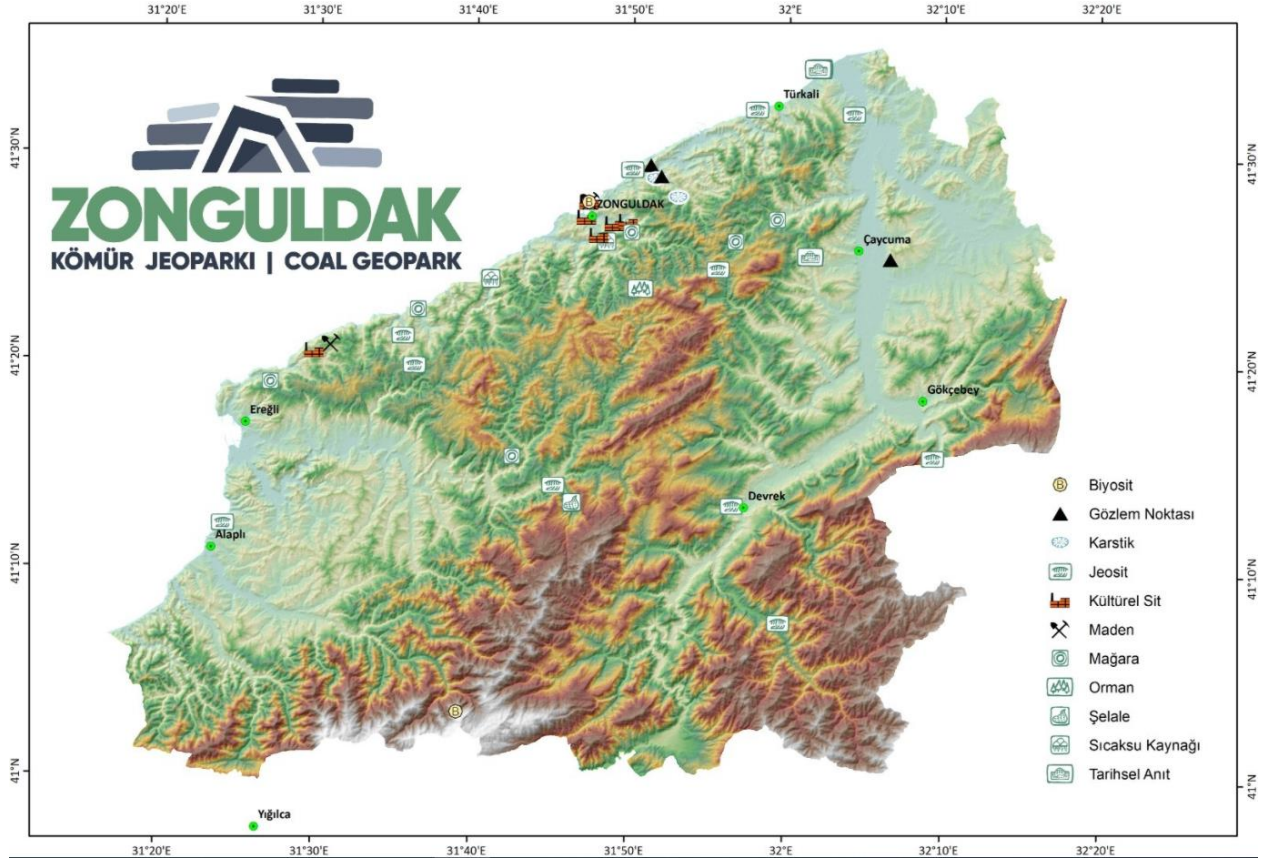 31°20'E 31°30'E 31°40'E 31°50'E 32°E 32°10'E 32°20'E
41°30'N
41°20'N
41°10'N
41°N
ZONGULDAK
KÖMÜR JEOPARKI | COAL GEOPARK
Türkali
ZONGULDAK
Çaycuma
Gökçebey
Ereğli
Devrek
Alaplı
Yığılca
B
B
B Biyosit
Gözlem Noktası
Karstik
Jeosit
Kültürel Sit
Maden
Mağara
Orman
Şelale
Sıcaksu Kaynağı
Tarihsel Anıt
41°30'N
41°20'N
41°10'N
41°N
31°20'E 31°30'E 31°40'E 31°50'E 32°E 32°10'E 32°20'E